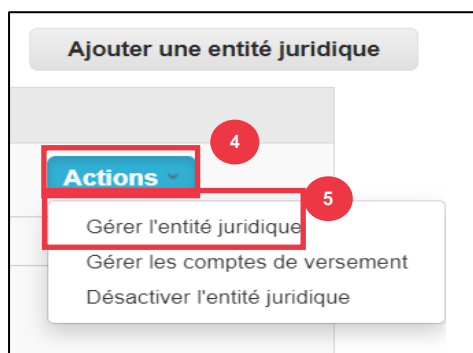 Ajouter une entité juridique
4
Actions
5
Gérer l'entité juridique
Gérer les comptes de versement
Désactiver l'entité juridique